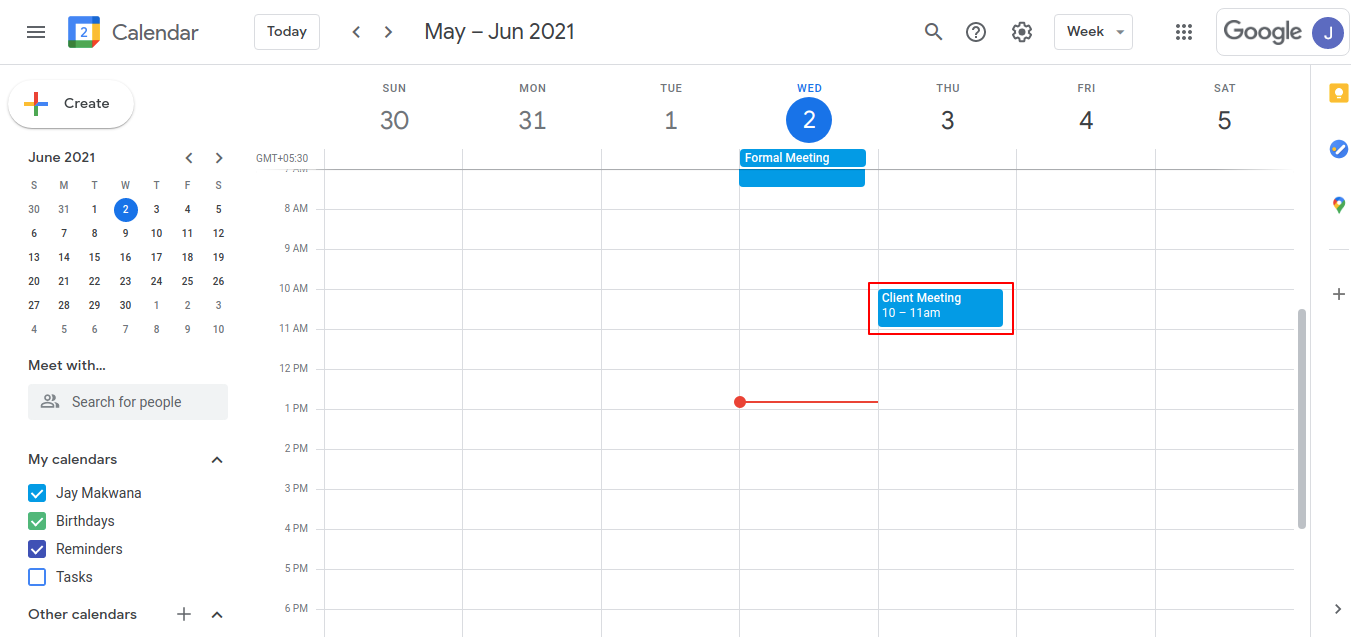 2 Calendar Today May – Jun 2021 Week Google J
Create
SUN MON TUE WED THU FRI SAT
30 31 1 2 3 4 5
June 2021
S M T W T F S
30 31 1 2 3 4 5
6 7 8 9 10 11 12
13 14 15 16 17 18 19
20 21 22 23 24 25 26
27 28 29 30 1 2 3
4 5 6 7 8 9 10
Meet with...
Search for people
My calendars
Jay Makwana
Birthdays
Reminders
Tasks
Other calendars
GMT+05:30
Formal Meeting
7 AM
8 AM
9 AM
10 AM
Client Meeting
10 – 11am
11 AM
12 PM
1 PM
2 PM
3 PM
4 PM
5 PM
6 PM